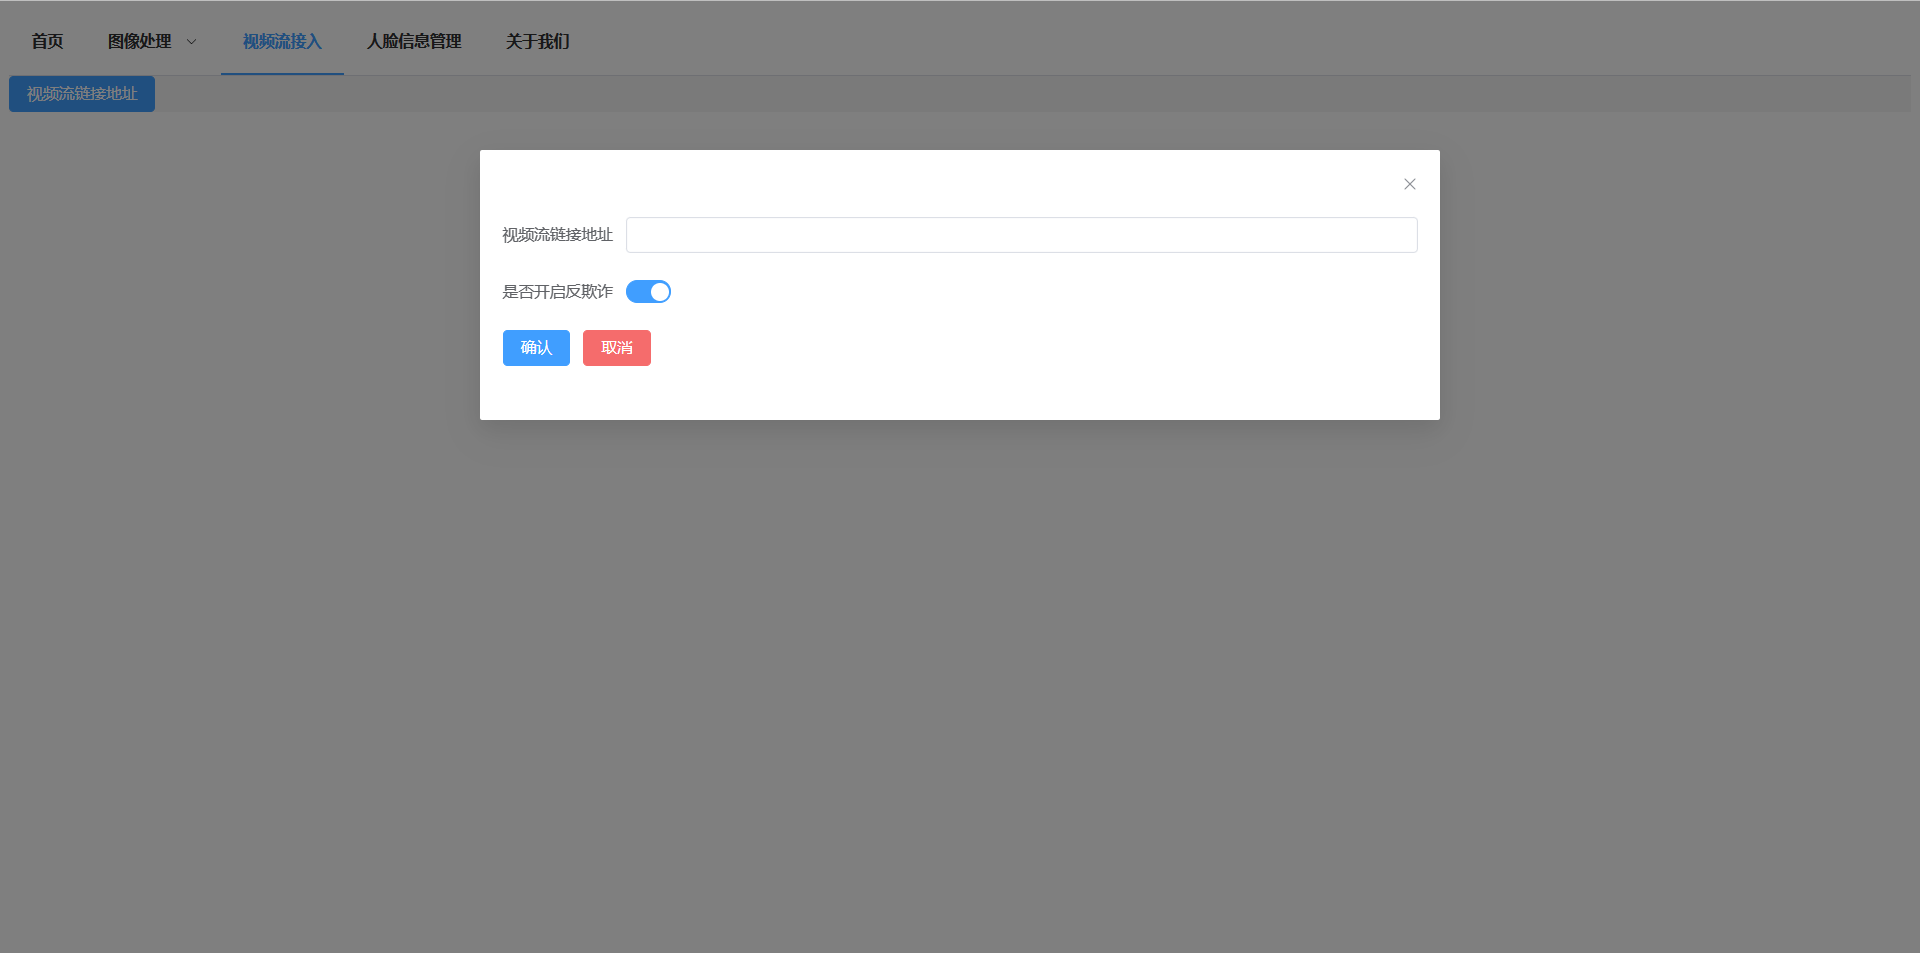 首页 图像处理 视频流接入 人脸信息管理 关于我们
视频流链接地址
视频流链接地址
是否开启反欺诈
确认 取消